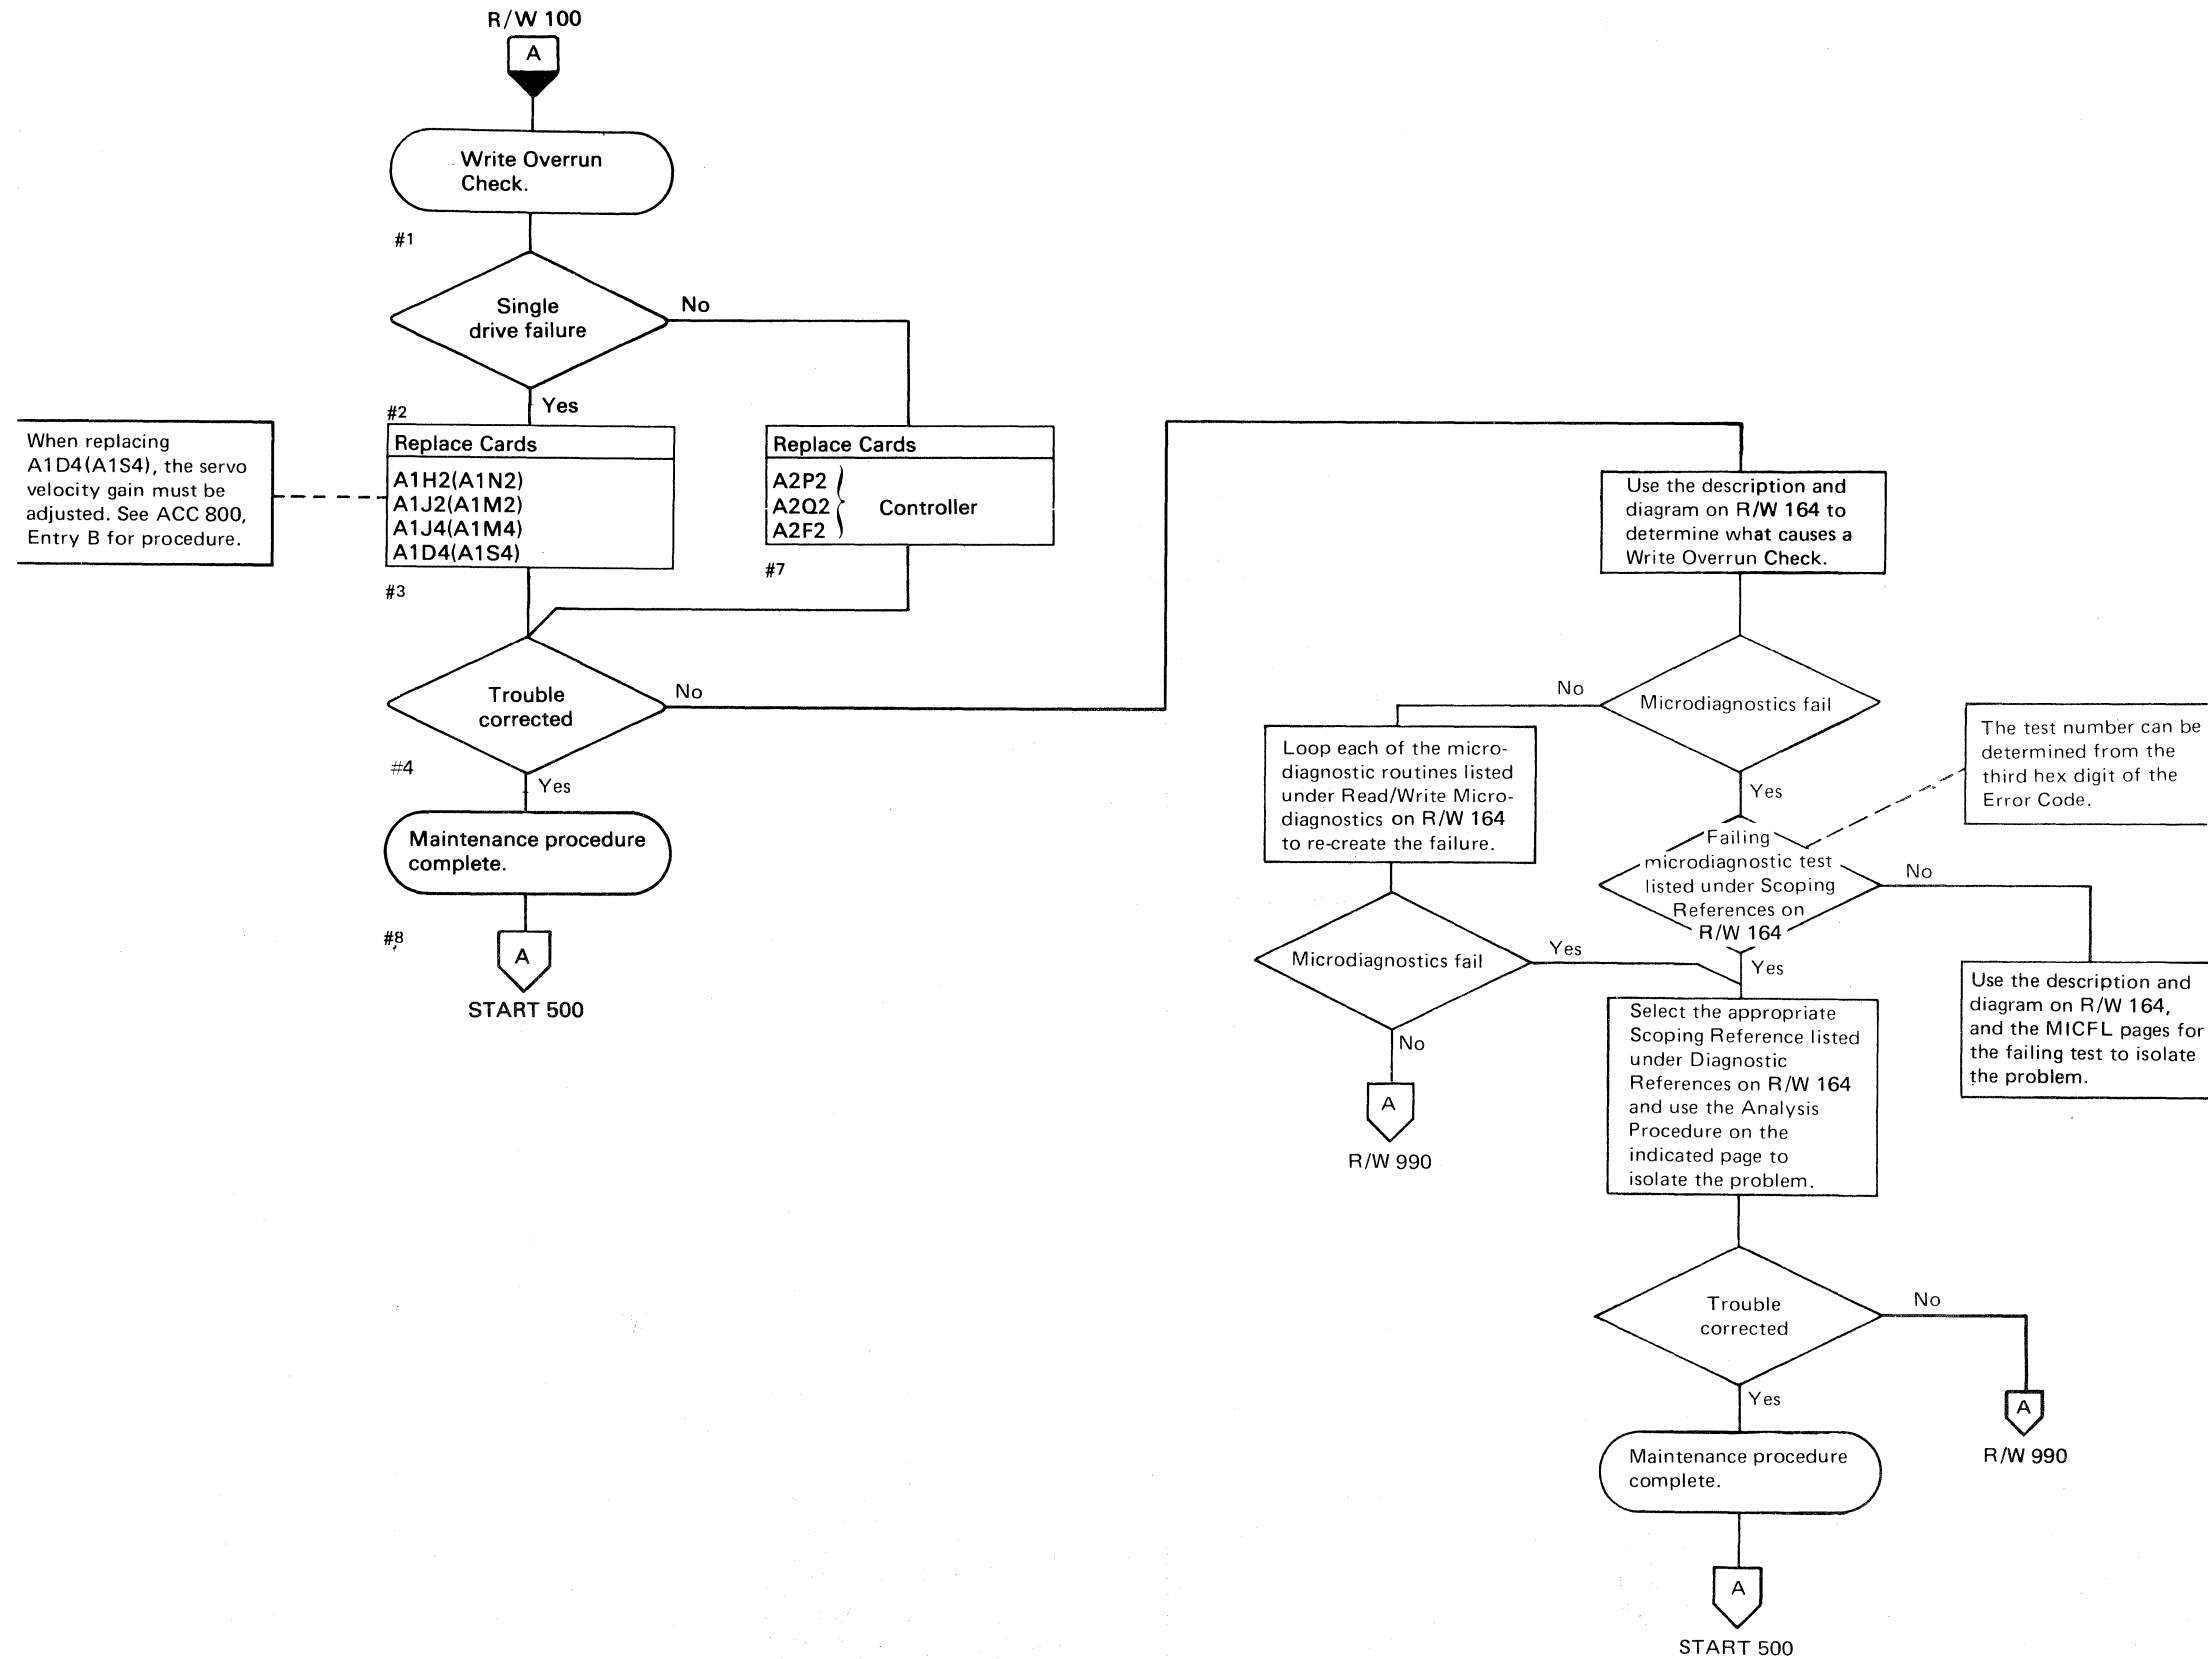 R/W 100
A
Write Overrun
Check.
#1
Single
drive failure
No
Yes
#2
When replacing
A1D4(A1S4), the servo
velocity gain must be
adjusted. See ACC 800,
Entry B for procedure.
Replace Cards
A1H2(A1N2)
A1J2(A1M2)
A1J4(A1M4)
A1D4(A1S4)
#3
Replace Cards
A2P2
A2Q2
A2F2
Controller
#7
Trouble
corrected
No
#4
Yes
Maintenance procedure
complete.
#8
A
START 500
Use the description and
diagram on R/W 164 to
determine what causes a
Write Overrun Check.
Microdiagnostics fail
No
Yes
Loop each of the micro-
diagnostic routines listed
under Read/Write Micro-
diagnostics on R/W 164
to re-create the failure.
The test number can be
determined from the
third hex digit of the
Error Code.
Failing
microdiagnostic test
listed under Scoping
References on
R/W 164
No
Yes
Microdiagnostics fail
Yes
No
A
R/W 990
Use the description and
diagram on R/W 164,
and the MICFL pages for
the failing test to isolate
the problem.
Select the appropriate
Scoping Reference listed
under Diagnostic
References on R/W 164
and use the Analysis
Procedure on the
indicated page to
isolate the problem.
Trouble
corrected
No
Yes
A
R/W 990
Maintenance procedure
complete.
A
START 500